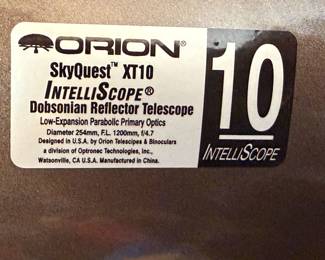 ORION®
SkyQuest™ XT10
INTELLISCOPE®
Dobsonian Reflector Telescope
Low-Expansion Parabolic Primary Optics
Diameter 254mm, F.L. 1200mm, f/4.7
Designed in U.S.A. by Orion Telescopes & Binoculars
a division of Optronec Technologies, Inc.,
Watsonville, CA U.S.A. Manufactured in China.
10
INTELLISCOPE